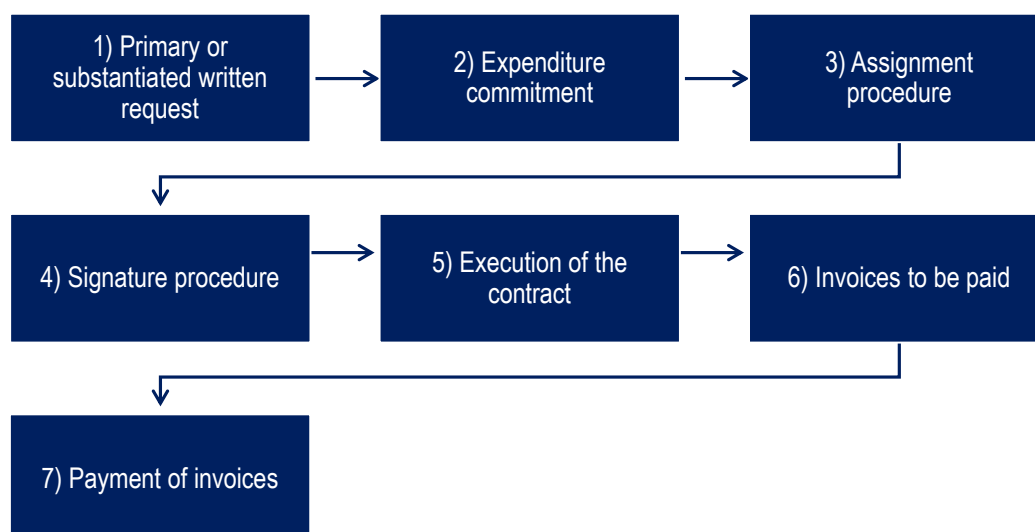 1) Primary or
substantiated written
request
2) Expenditure
commitment
3) Assignment
procedure
4) Signature procedure
5) Execution of the
contract
6) Invoices to be paid
7) Payment of invoices